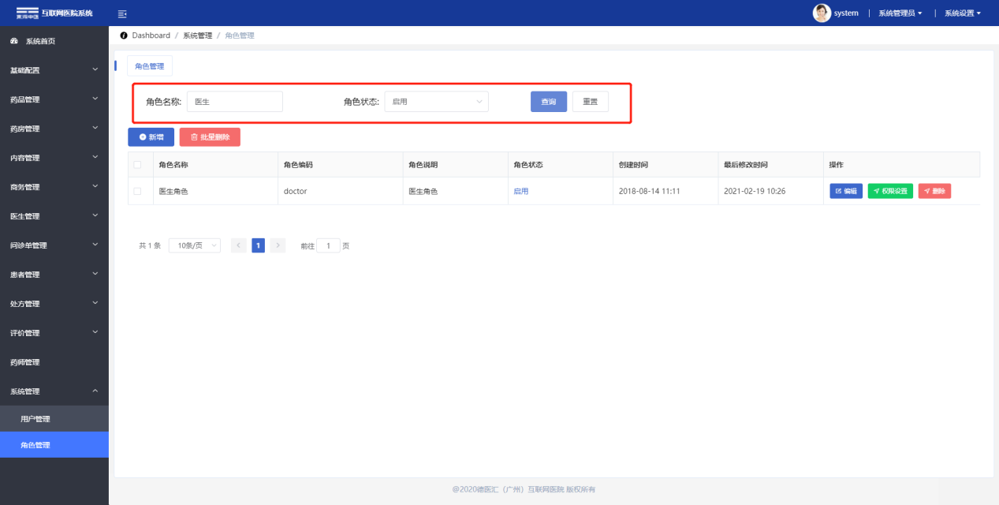 互联网医院系统
system | 系统管理员 | 系统设置
Dashboard / 系统管理 / 角色管理
系统首页
基础配置
药品管理
药房管理
内容管理
商务管理
医生管理
问诊单管理
患者管理
处方管理
评价管理
药师管理
系统管理
用户管理
角色管理
角色管理
角色名称: 医生 角色状态: 启用 查询 重置
新增 批量删除
角色名称 角色编码 角色说明 角色状态 创建时间 最后修改时间 操作
医生角色 doctor 医生角色 启用 2018-08-14 11:11 2021-02-19 10:26 编辑 权限设置 删除
共 1 条 10条/页 < 1 > 前往 1 页
@2020德医汇（广州）互联网医院 版权所有